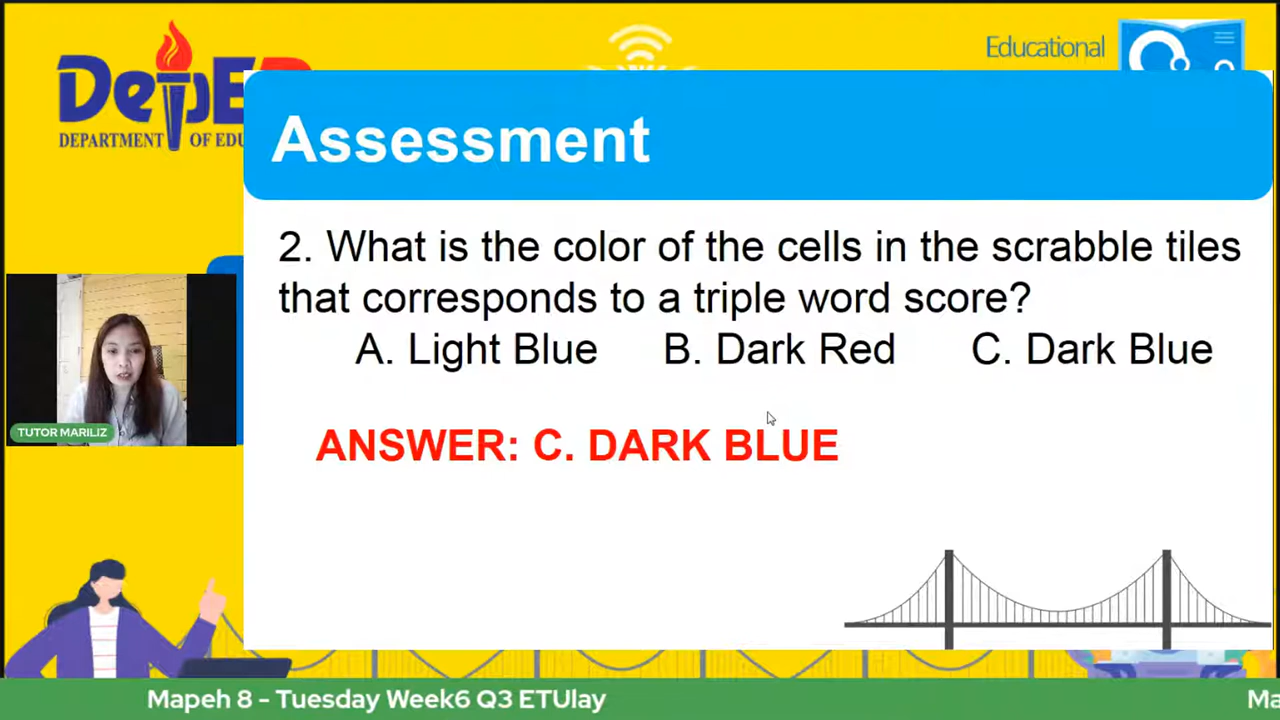 DepED
DEPARTMENT OF EDU
Educational
Assessment
2. What is the color of the cells in the scrabble tiles
that corresponds to a triple word score?
A. Light Blue B. Dark Red C. Dark Blue
ANSWER: C. DARK BLUE
TUTOR MARILIZ
Mapeh 8 - Tuesday Week6 Q3 ETUlay
Ma